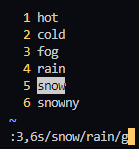 1 hot
2 cold
3 fog
4 rain
5 snow
6 snowny
~
:3,6s/snow/rain/g